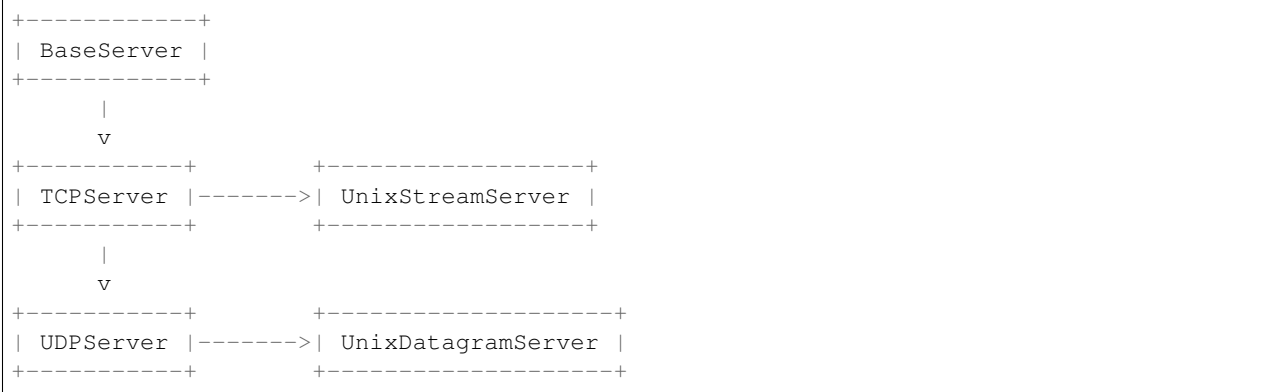 +------------+
| BaseServer |
+------------+
      |
      v
+-----------+        +------------------+
| TCPServer |------->| UnixStreamServer |
+-----------+        +------------------+
      |
      v
+-----------+        +--------------------+
| UDPServer |------->| UnixDatagramServer |
+-----------+        +--------------------+